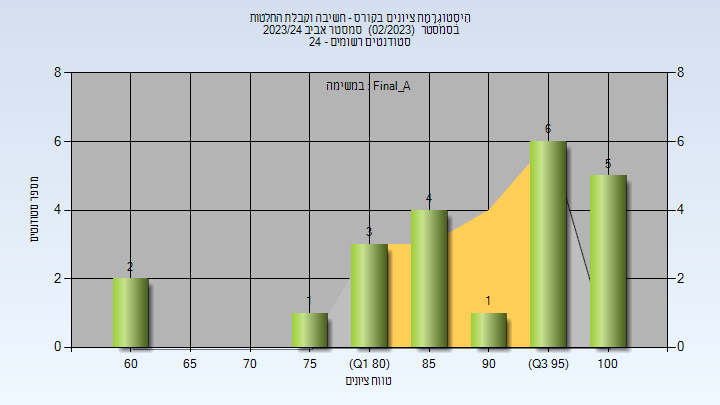 הִיסְטוֹגְרָמַת ציונים בקורס - חשיבה וקבלת החלטות
בסמסטר (02/2023) סמסטר אביב 2023/24
סטודנטים רשומים - 24
במשימה : Final_A
8 8
6 6
4 4
2 2
0 0
2 1 3 4 1 6 5
מספר סטודנטים
60 65 70 75 (Q1 80) 85 90 (Q3 95) 100
טווח ציונים